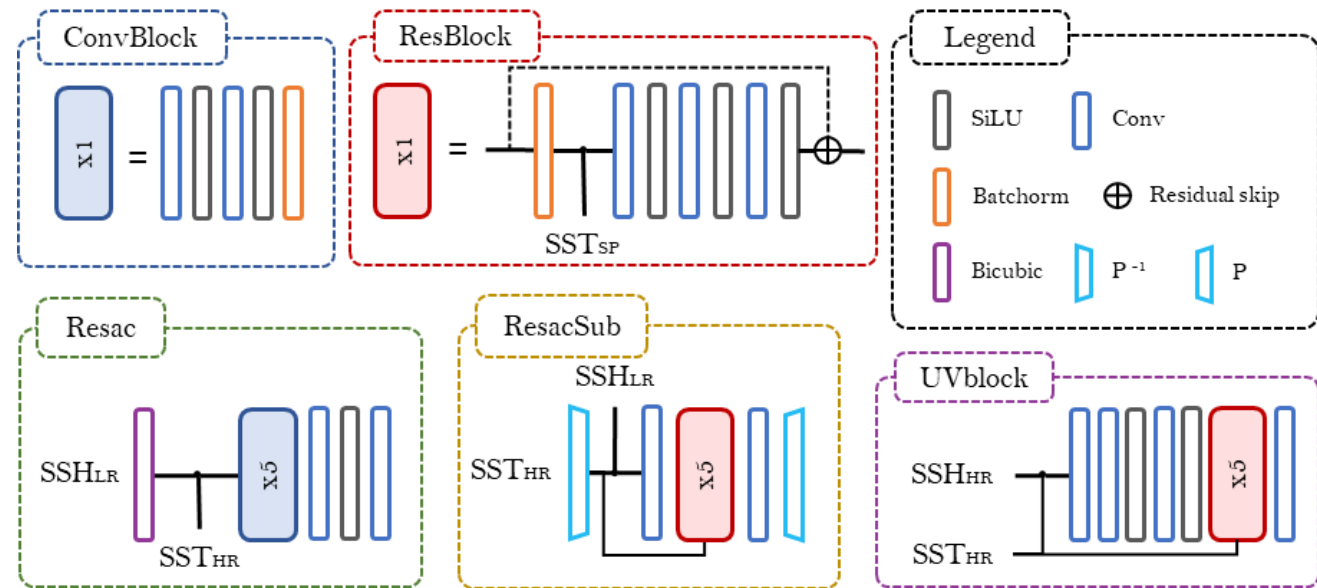 ConvBlock
x1
=
ResBlock
x1
=
SSTSP
Legend
SiLU
Conv
Batchorm
Residual skip
Bicubic
P -1
P
Resac
SSHLR
x5
SSTHR
ResacSub
SSHLR
SSTHR
x5
UVblock
SSHHR
x5
SSTHR